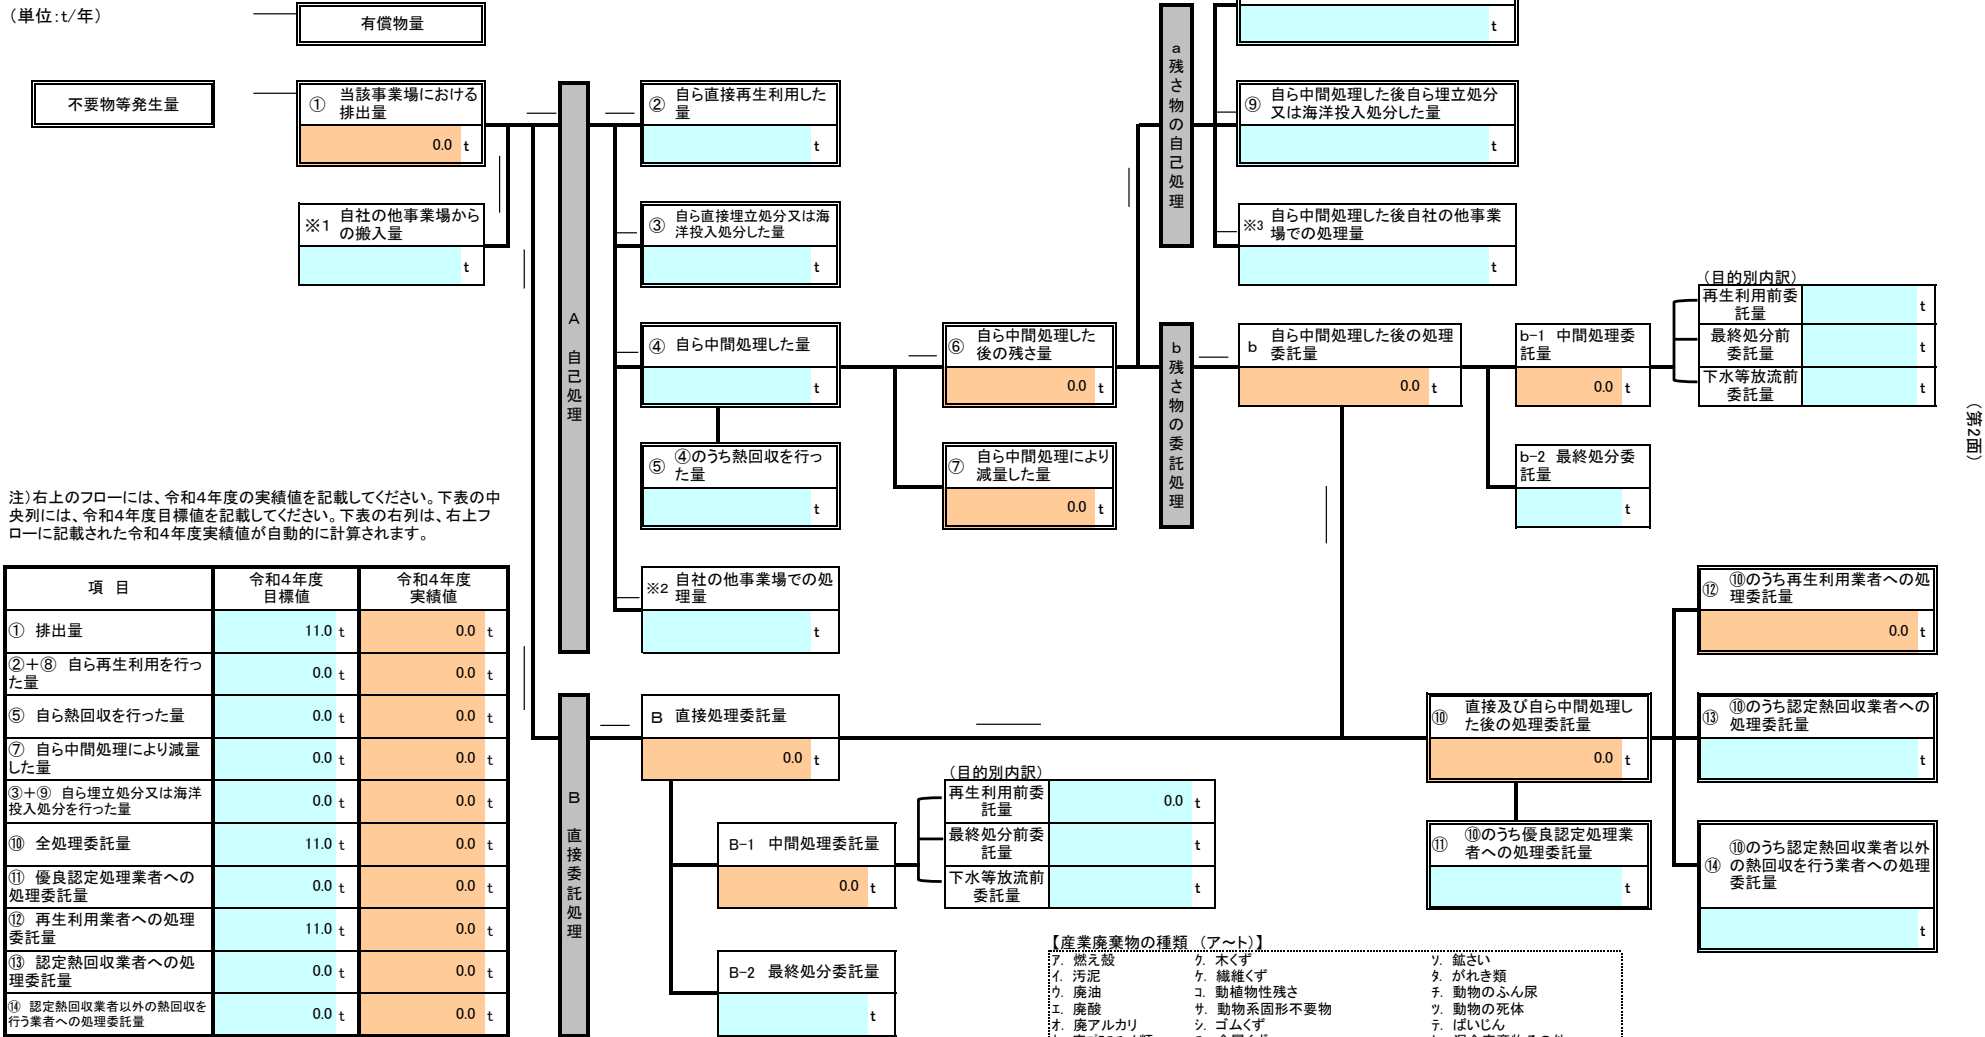 (単位:t/年)
有償物量
t
不要物等発生量
① 当該事業場における
排出量
0.0 t
② 自ら直接再生利用した
量
t
a 残さ物の自己処理
⑨ 自ら中間処理した後自ら埋立処分
又は海洋投入処分した量
t
※1 自社の他事業場から
の搬入量
t
③ 自ら直接埋立処分又は海
洋投入処分した量
t
※3 自ら中間処理した後自社の他事業
場での処理量
t
A 自己処理
④ 自ら中間処理した量
t
⑥ 自ら中間処理した
後の残さ量
0.0 t
b 残さ物の委託処理
b 自ら中間処理した後の処理
委託量
0.0 t
b-1 中間処理委
託量
0.0 t
(目的別内訳)
再生利用前委
託量
t
最終処分前
委託量
t
下水等放流前
委託量
t
(第2面)
⑤ ④のうち熱回収を行っ
た量
t
⑦ 自ら中間処理により
減量した量
0.0 t
b-2 最終処分委
託量
t
注)右上のフローには、令和4年度の実績値を記載してください。下表の中
央列には、令和4年度目標値を記載してください。下表の右列は、右上フ
ローに記載された令和4年度実績値が自動的に計算されます。
※2 自社の他事業場での処
理量
t
項 目
令和4年度
目標値
令和4年度
実績値
① 排出量
11.0 t
0.0 t
②+⑧ 自ら再生利用を行っ
た量
0.0 t
0.0 t
⑤ 自ら熱回収を行った量
0.0 t
0.0 t
⑦ 自ら中間処理により減量
した量
0.0 t
0.0 t
③+⑨ 自ら埋立処分又は海洋
投入処分を行った量
0.0 t
0.0 t
⑩ 全処理委託量
11.0 t
0.0 t
⑪ 優良認定処理業者への
処理委託量
0.0 t
0.0 t
⑫ 再生利用業者への処理
委託量
11.0 t
0.0 t
⑬ 認定熱回収業者への処
理委託量
0.0 t
0.0 t
⑭ 認定熱回収業者以外の熱回収を
行う業者への処理委託量
0.0 t
0.0 t
B 直接委託処理
B 直接処理委託量
0.0 t
(目的別内訳)
再生利用前委
託量
0.0 t
最終処分前委
託量
t
下水等放流前
委託量
t
B-1 中間処理委託量
0.0 t
B-2 最終処分委託量
t
⑩ 直接及び自ら中間処理し
た後の処理委託量
0.0 t
⑪ ⑩のうち優良認定処理業
者への処理委託量
t
⑫ ⑩のうち再生利用業者への処
理委託量
0.0 t
⑬ ⑩のうち認定熱回収業者への
処理委託量
t
⑭ ⑩のうち認定熱回収業者以外
の熱回収を行う業者への処理
委託量
t
【産業廃棄物の種類 (ア~ト)】
ア. 燃え殻 ク. 木くず ソ. 鉱さい
イ. 汚泥 ケ. 繊維くず タ. がれき類
ウ. 廃油 コ. 動植物性残さ チ. 動物のふん尿
エ. 廃酸 サ. 動物系固形不要物 ツ. 動物の死体
オ. 廃アルカリ シ. ゴムくず テ. ばいじん